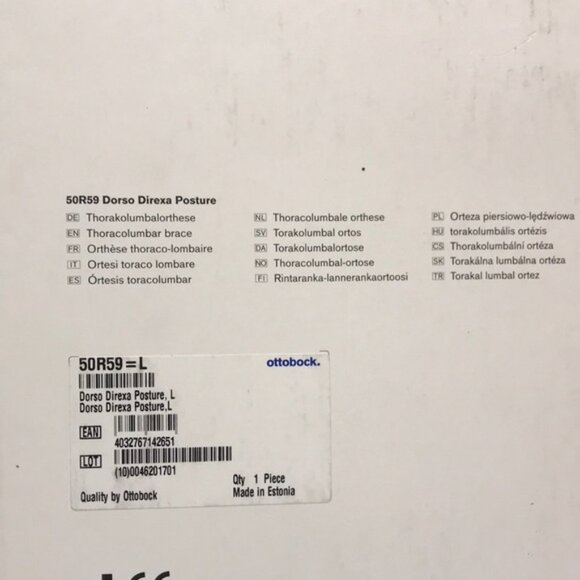 50R59 Dorso Direxa Posture
DE Thorakolumbalorthese
EN Thoracolumbar brace
FR Orthèse thoraco-lombaire
IT Ortesi toraco lombare
ES Órtesis toracolumbar
NL Thoracolumbale orthese
SV Torakolumbal ortos
DA Torakolumbalortose
NO Thoracolumbal-ortose
FI Rintaranka-lannerankaortoosi
PL Orteza piersiowo-lędźwiowa
HU torakolumbális ortézis
CS Thorakolumbální ortéza
SK Torakálna lumbálna ortéza
TR Torakal lumbal ortez
50R59=L
ottobock.
Dorso Direxa Posture, L
Dorso Direxa Posture,L
EAN
4032767142651
LOT
(10)0046201701
Qty 1 Piece
Quality by Ottobock
Made in Estonia